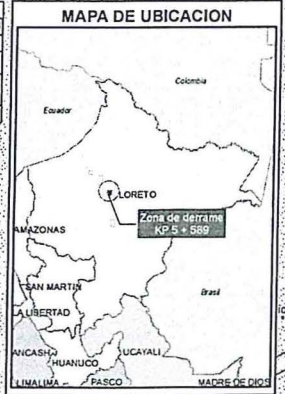 MAPA DE UBICACION
Colombia
Ecuador
LORETO
Zona de derrame
KP 5 + 589
AMAZONAS
SAN MARTIN
Brasil
LA LIBERTAD
ANCASH
UCAYALI
HUANUCO
LIMALIMA
PASCO
MADRE DE DIOS